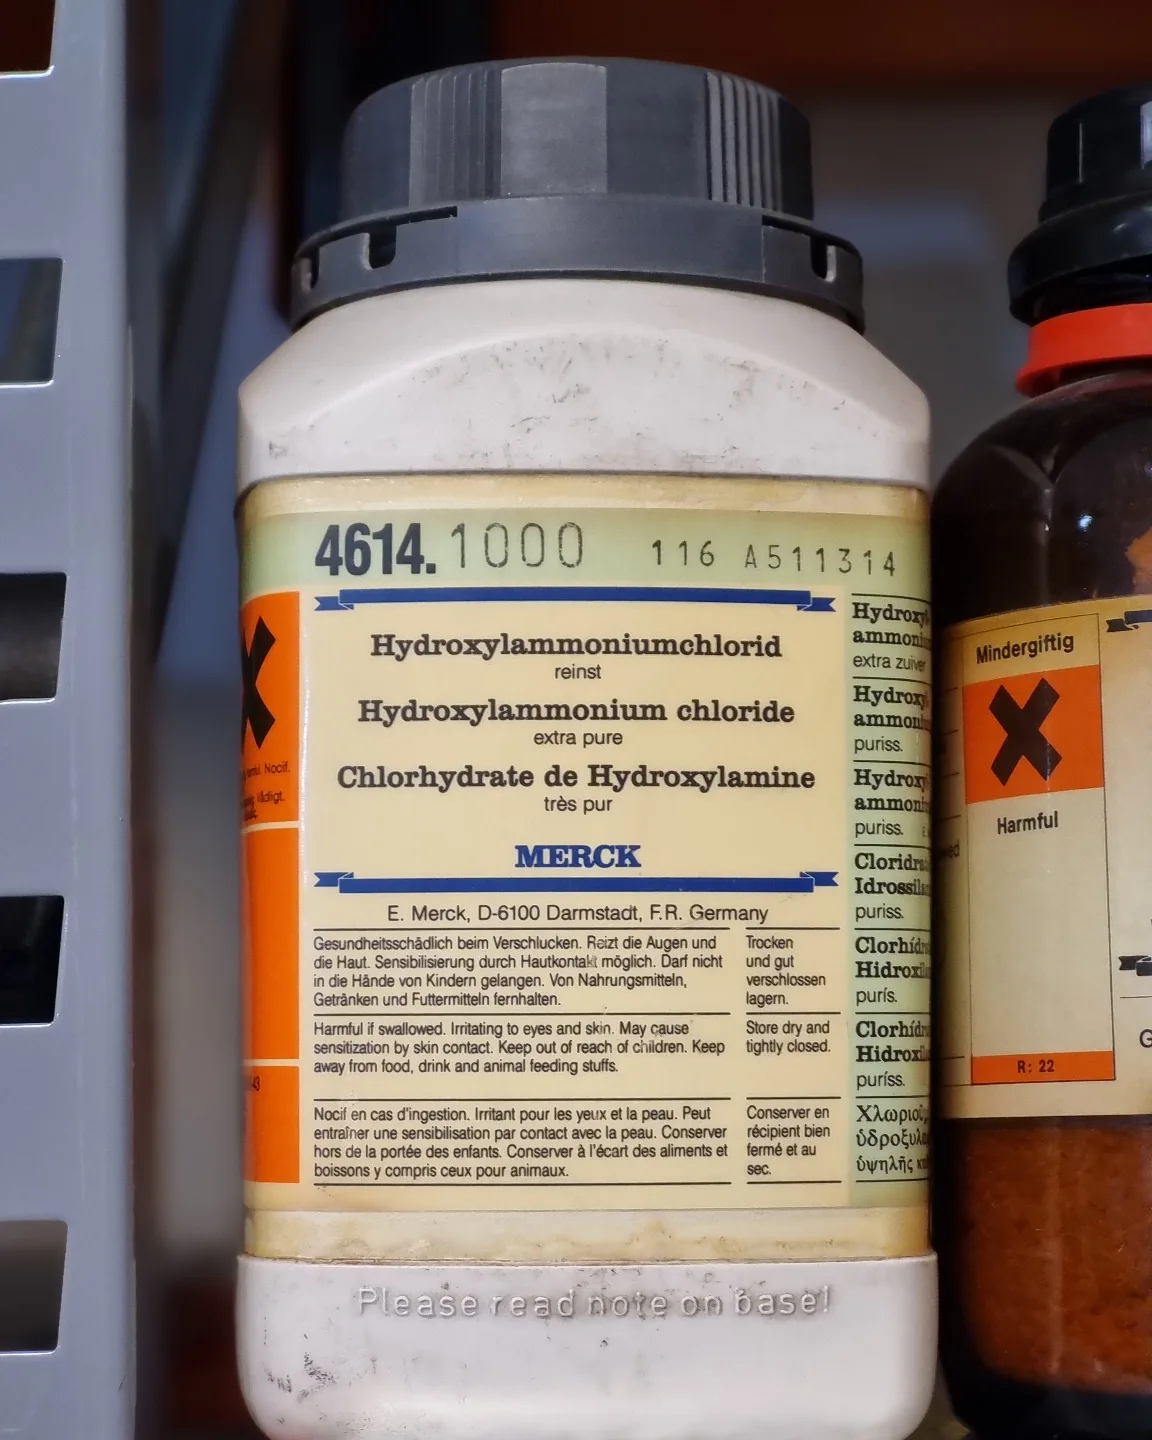 4614. 1000 116 A511314
Hydroxylammoniumchlorid
reinst
Hydroxylammonium chloride
extra pure
Chlorhydrate de Hydroxylamine
très pur
MERCK
E. Merck, D-6100 Darmstadt, F.R. Germany
Gesundheitsschädlich beim Verschlucken. Reizt die Augen und
die Haut. Sensibilisierung durch Hautkontakt möglich. Darf nicht
in die Hände von Kindern gelangen. Von Nahrungsmitteln,
Getränken und Futtermitteln fernhalten.
Trocken
und gut
verschlossen
lagern.
Harmful if swallowed. Irritating to eyes and skin. May cause
sensitization by skin contact. Keep out of reach of children. Keep
away from food, drink and animal feeding stuffs.
Store dry and
tightly closed.
Nocif en cas d'ingestion. Irritant pour les yeux et la peau. Peut
entraîner une sensibilisation par contact avec la peau. Conserver
hors de la portée des enfants. Conserver à l'écart des aliments et
boissons y compris ceux pour animaux.
Conserver en
récipient bien
fermé et au
sec.
Nocif.
extra zuiver
puriss.
puriss.
puriss.
purís.
puríss.
Please read note on base!
Mindergiftig
Harmful
R: 22